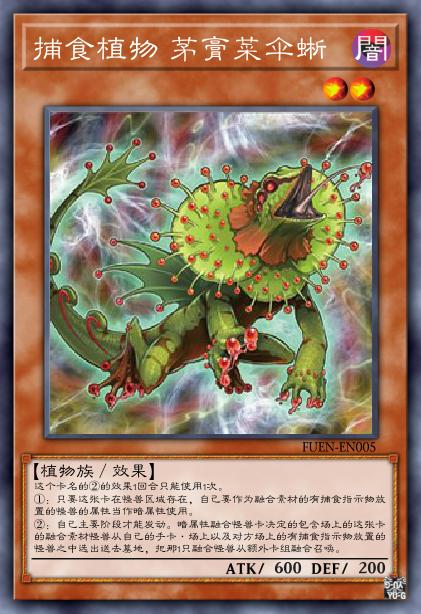 捕食植物 茅膏菜伞蜥
闇
FUEN-EN005
【植物族／效果】
这个卡名的②的效果1回合只能使用1次。
①：只要这张卡在怪兽区域存在，自己要作为融合素材的有捕食指示物放
置的怪兽的属性当作暗属性使用。
②：自己主要阶段才能发动。暗属性融合怪兽卡决定的包含场上的这张卡
的融合素材怪兽从自己的手卡·场上以及对方场上的有捕食指示物放置的
怪兽之中选出送去墓地，把那1只融合怪兽从额外卡组融合召唤。
ATK/ 600 DEF/ 200